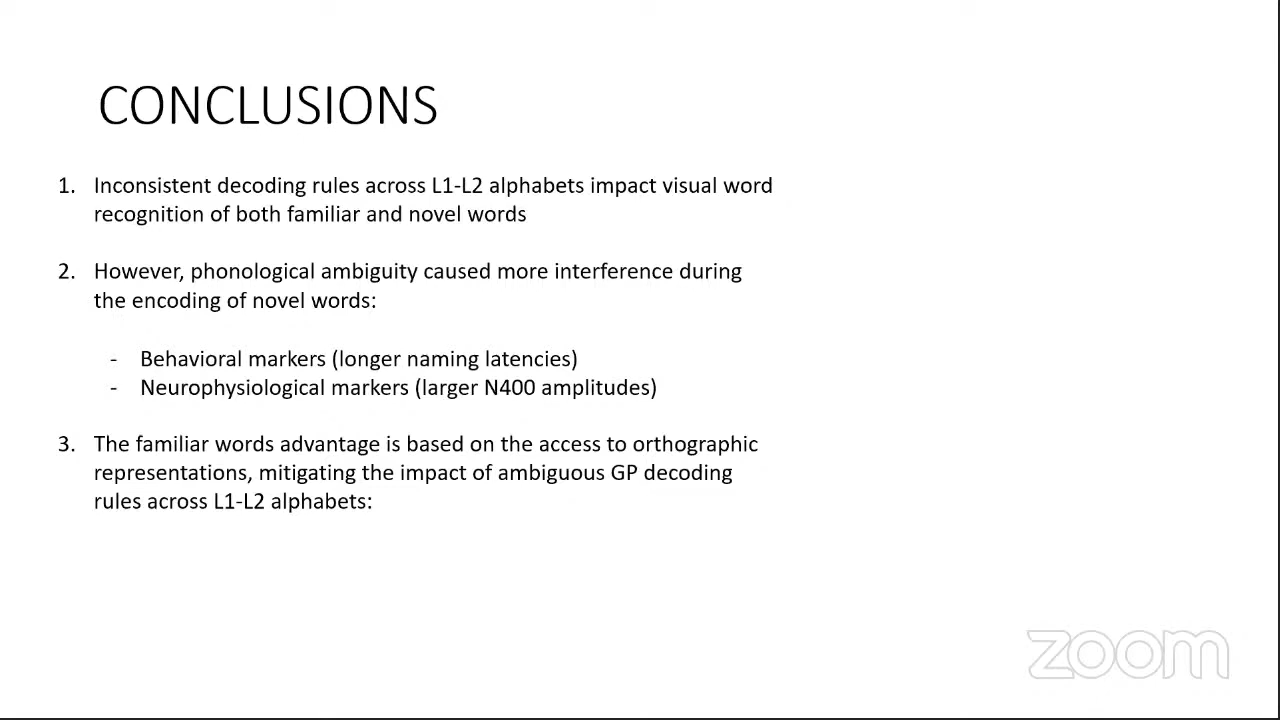 CONCLUSIONS
1. Inconsistent decoding rules across L1-L2 alphabets impact visual word
recognition of both familiar and novel words
2. However, phonological ambiguity caused more interference during
the encoding of novel words:
- Behavioral markers (longer naming latencies)
- Neurophysiological markers (larger N400 amplitudes)
3. The familiar words advantage is based on the access to orthographic
representations, mitigating the impact of ambiguous GP decoding
rules across L1-L2 alphabets:
zoom